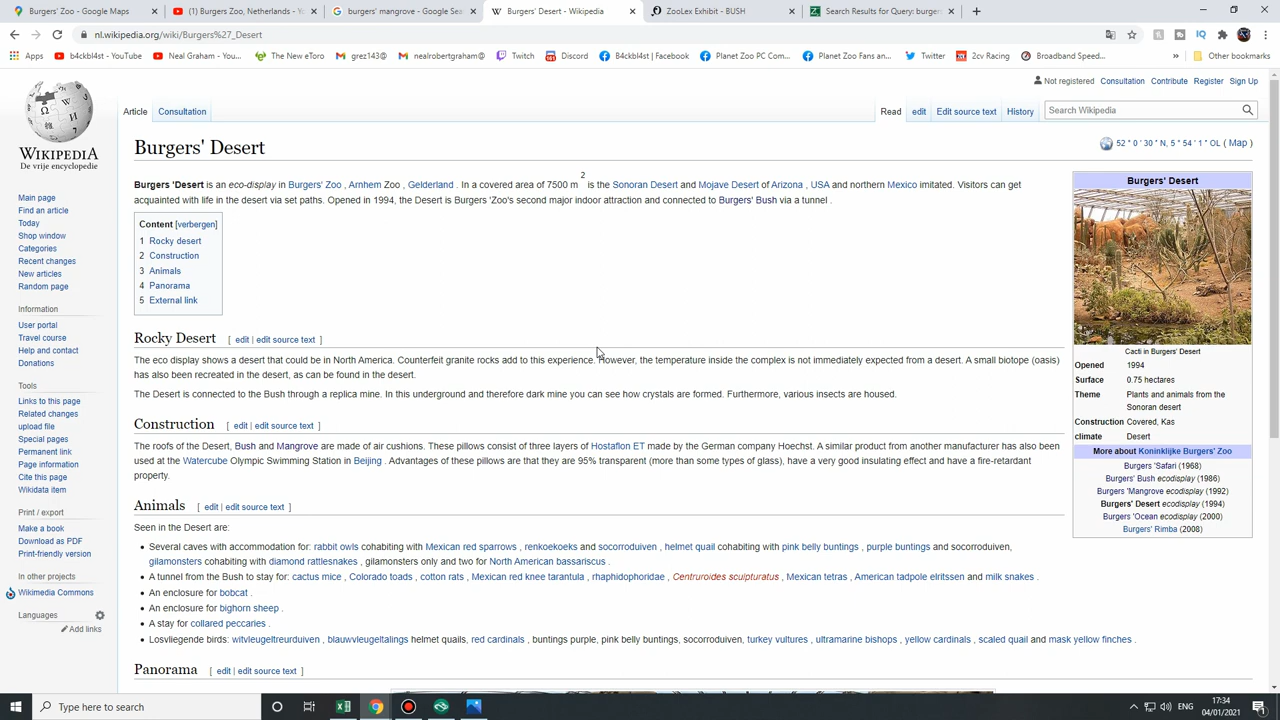 Burgers' Zoo - Google Maps
(1) Burgers Zoo, Netherlands - Yo
burgers' mangrove - Google Sea
Burgers' Desert - Wikipedia
ZooLex Exhibit - BUSH
Search Results for Query: burgers
nl.wikipedia.org/wiki/Burgers%27_Desert
Apps
b4ckbl4st - YouTube
Neal Graham - You...
The New eToro
grez143@
nealrobertgraham@
Twitch
Discord
B4ckbl4st | Facebook
Planet Zoo PC Com...
Planet Zoo Fans an...
Twitter
2cv Racing
Broadband Speed...
»
Other bookmarks
Not registered Consultation Contribute Register Sign Up
Article Consultation
Read edit Edit source text History
Search Wikipedia
WIKIPEDIA
De vrije encyclopedie
Main page
Find an article
Today
Shop window
Categories
Recent changes
New articles
Random page
Information
User portal
Travel course
Help and contact
Donations
Tools
Links to this page
Related changes
upload file
Special pages
Permanent link
Page information
Cite this page
Wikidata item
Print / export
Make a book
Download as PDF
Print-friendly version
In other projects
Wikimedia Commons
Languages
Add links
Burgers' Desert
52 ° 0 ' 30 " N, 5 ° 54 ' 1 " OL ( Map )
Burgers 'Desert is an eco-display in Burgers' Zoo , Arnhem Zoo , Gelderland . In a covered area of 7500 m 2 is the Sonoran Desert and Mojave Desert of Arizona , USA and northern Mexico imitated. Visitors can get
acquainted with life in the desert via set paths. Opened in 1994, the Desert is Burgers 'Zoo's second major indoor attraction and connected to Burgers' Bush via a tunnel .
Content [verbergen]
1 Rocky desert
2 Construction
3 Animals
4 Panorama
5 External link
Rocky Desert [ edit | edit source text ]
The eco display shows a desert that could be in North America. Counterfeit granite rocks add to this experience. However, the temperature inside the complex is not immediately expected from a desert. A small biotope (oasis)
has also been recreated in the desert, as can be found in the desert.
The Desert is connected to the Bush through a replica mine. In this underground and therefore dark mine you can see how crystals are formed. Furthermore, various insects are housed.
Construction [ edit | edit source text ]
The roofs of the Desert, Bush and Mangrove are made of air cushions. These pillows consist of three layers of Hostaflon ET made by the German company Hoechst. A similar product from another manufacturer has also been
used at the Watercube Olympic Swimming Station in Beijing . Advantages of these pillows are that they are 95% transparent (more than some types of glass), have a very good insulating effect and have a fire-retardant
property.
Animals [ edit | edit source text ]
Seen in the Desert are:
• Several caves with accommodation for: rabbit owls cohabiting with Mexican red sparrows , renkoekoeks and socorroduiven , helmet quail cohabiting with pink belly buntings , purple buntings and socorroduiven,
gilamonsters cohabiting with diamond rattlesnakes , gilamonsters only and two for North American bassariscus .
• A tunnel from the Bush to stay for: cactus mice , Colorado toads , cotton rats , Mexican red knee tarantula , rhaphidophoridae , Centruroides sculpturatus , Mexican tetras , American tadpole elritssen and milk snakes .
• An enclosure for bobcat .
• An enclosure for bighorn sheep .
• A stay for collared peccaries .
• Losvliegende birds: witvleugeltreurduiven , blauwvleugeltalings helmet quails, red cardinals , buntings purple, pink belly buntings, socorroduiven, turkey vultures , ultramarine bishops , yellow cardinals , scaled quail and mask yellow finches .
Panorama [ edit | edit source text ]
Burgers' Desert
Cacti in Burgers' Desert
Opened 1994
Surface 0.75 hectares
Theme Plants and animals from the
Sonoran desert
Construction Covered, Kas
climate Desert
More about Koninklijke Burgers' Zoo
Burgers 'Safari (1968)
Burgers' Bush ecodisplay (1986)
Burgers 'Mangrove ecodisplay (1992)
Burgers' Desert ecodisplay (1994)
Burgers 'Ocean ecodisplay (2000)
Burgers' Rimba (2008)
Type here to search
ENG
17:34
04/01/2021
1